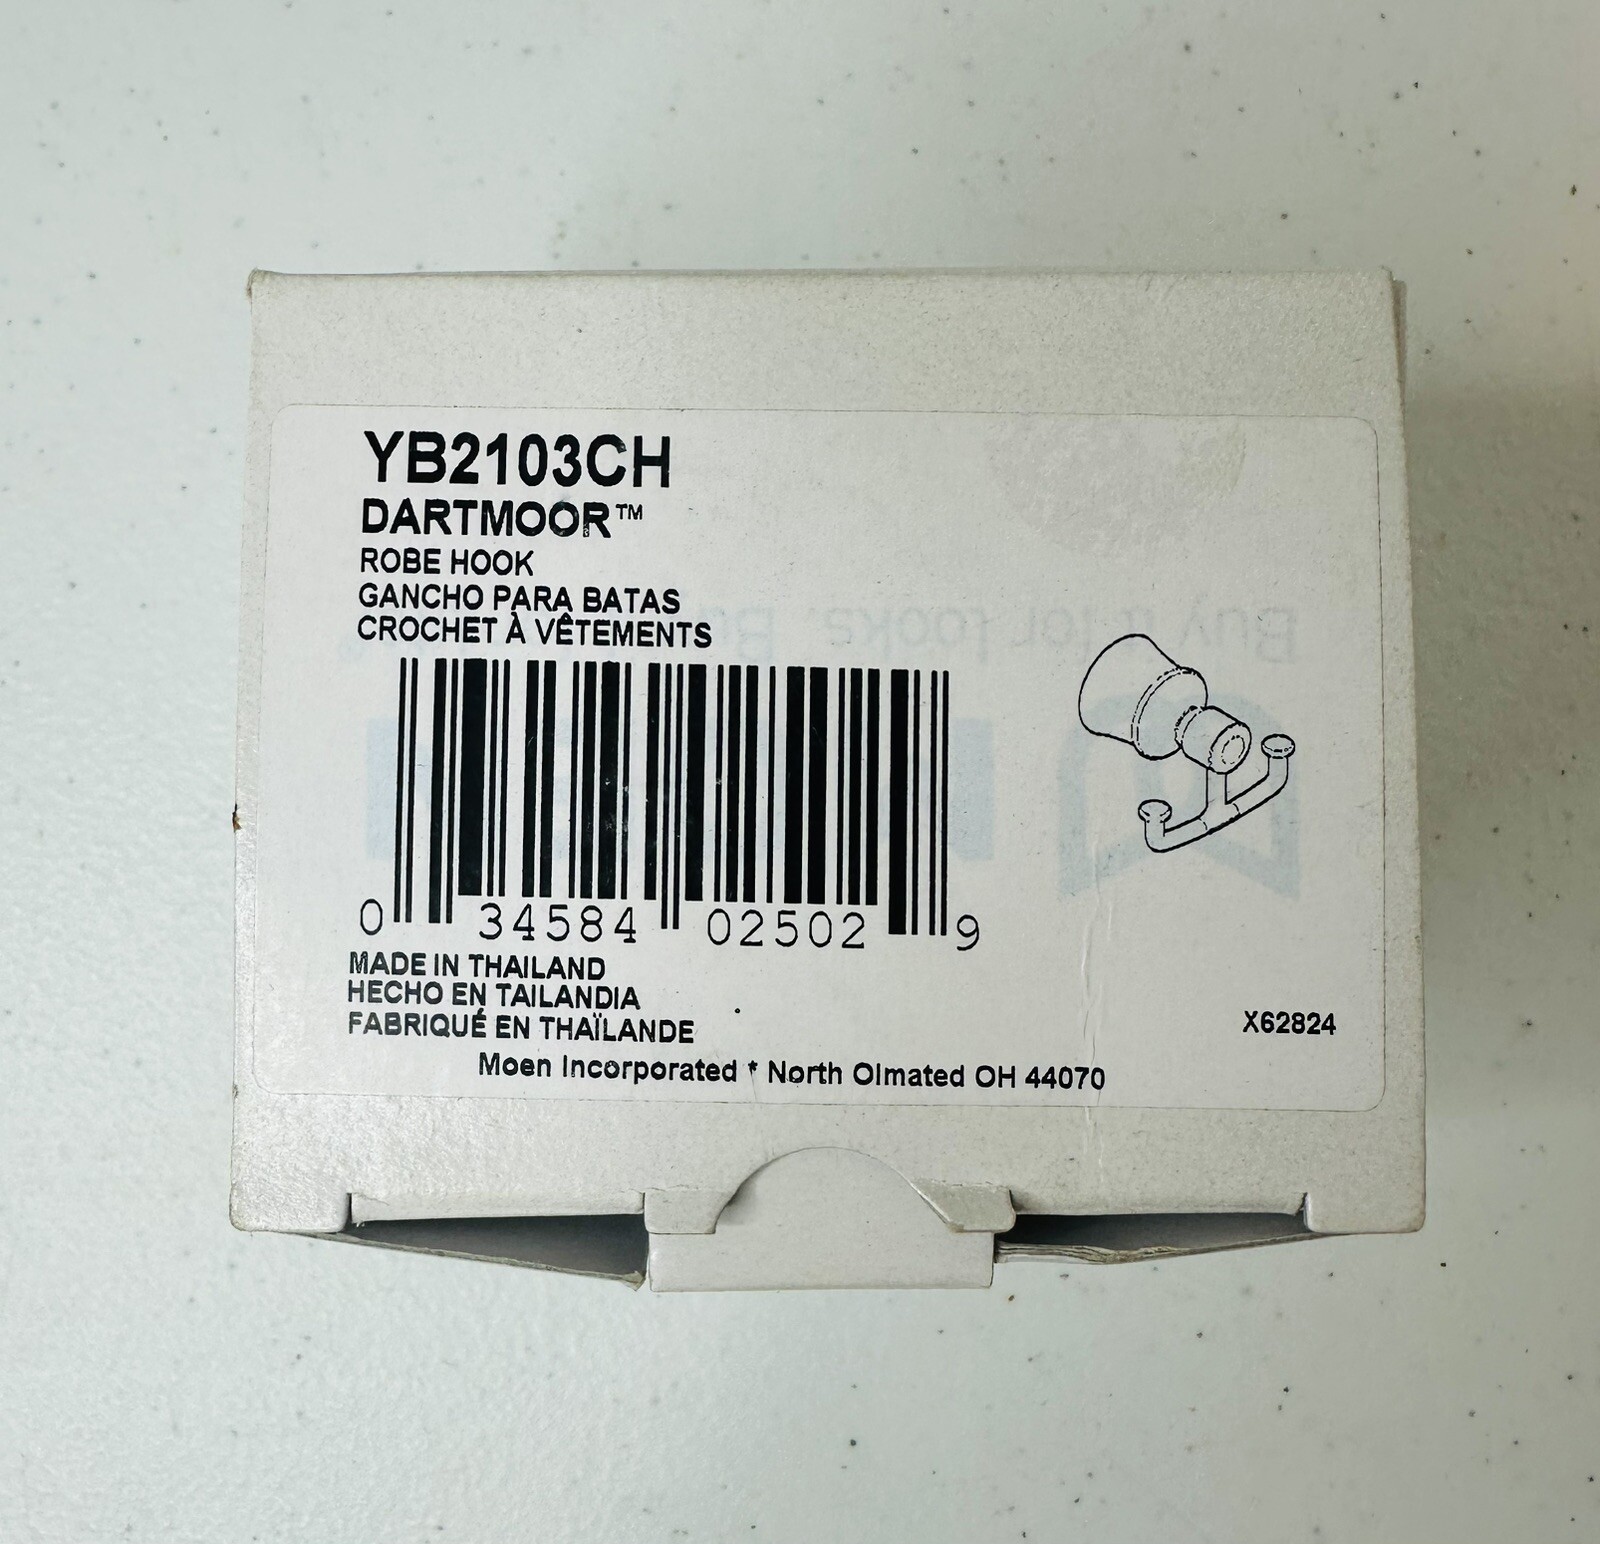 YB2103CH
DARTMOOR™
ROBE HOOK
GANCHO PARA BATAS
CROCHET À VÊTEMENTS
0 34584 02502 9
MADE IN THAILAND
HECHO EN TAILANDIA
FABRIQUÉ EN THAÏLANDE
X62824
Moen Incorporated * North Olmated OH 44070